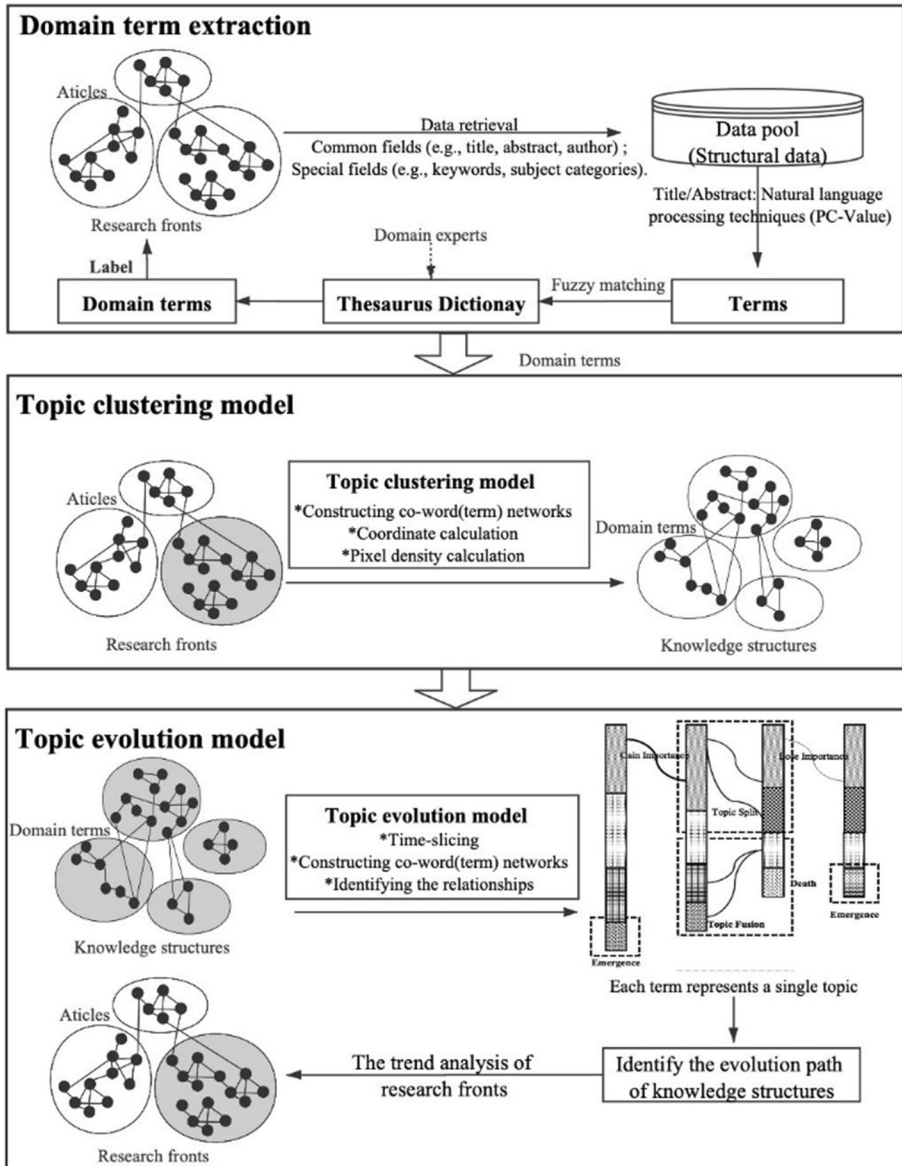 Domain term extraction
Aticles
Research fronts
Data retrieval
Common fields (e.g., title, abstract, author) ;
Special fields (e.g., keywords, subject categories).
Data pool
(Structural data)
Title/Abstract: Natural language
processing techniques (PC-Value)
Domain experts
Label
Domain terms
Thesaurus Dictionay
Fuzzy matching
Terms
Domain terms
Topic clustering model
Aticles
Research fronts
Topic clustering model
*Constructing co-word(term) networks
*Coordinate calculation
*Pixel density calculation
Domain terms
Knowledge structures
Topic evolution model
Domain terms
Knowledge structures
Topic evolution model
*Time-slicing
*Constructing co-word(term) networks
*Identifying the relationships
Gain Importance
Lose Importance
Topic Split
Topic Fusion
Death
Emergence
Emergence
Each term represents a single topic
Identify the evolution path
of knowledge structures
The trend analysis of
research fronts
Aticles
Research fronts